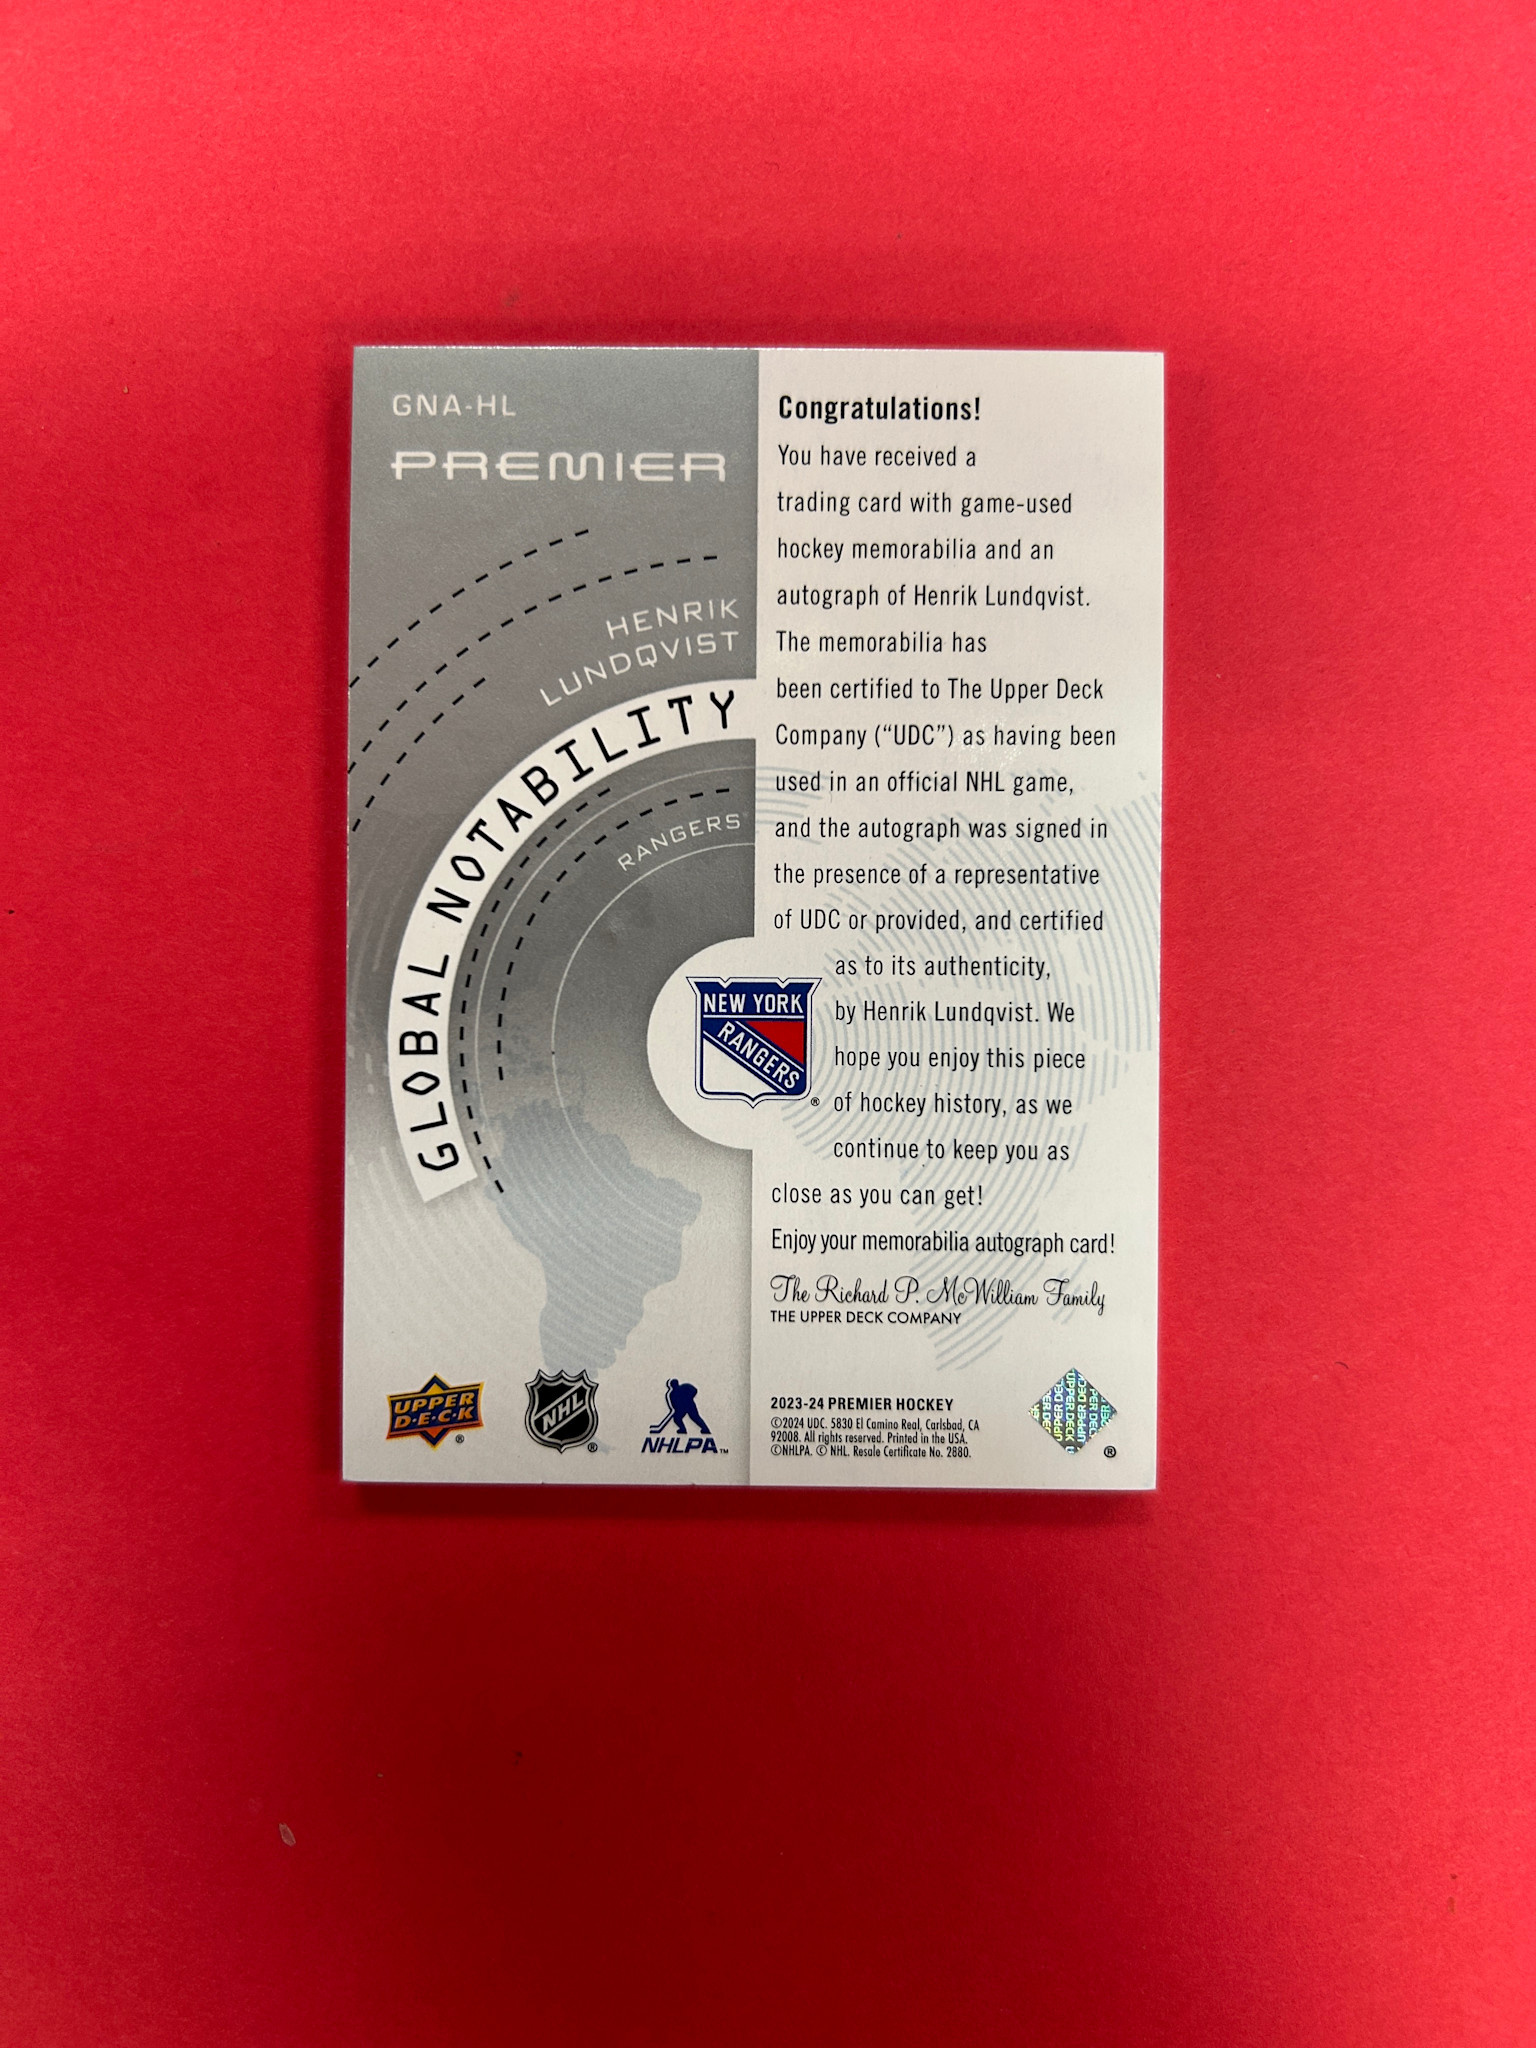 GNA-HL
PREMIER
HENRIK
LUNDQVIST
GLOBAL NOTABILITY
RANGERS
NEW YORK
RANGERS
®
Congratulations!
You have received a
trading card with game-used
hockey memorabilia and an
autograph of Henrik Lundqvist.
The memorabilia has
been certified to The Upper Deck
Company (“UDC”) as having been
used in an official NHL game,
and the autograph was signed in
the presence of a representative
of UDC or provided, and certified
as to its authenticity,
by Henrik Lundqvist. We
hope you enjoy this piece
of hockey history, as we
continue to keep you as
close as you can get!
Enjoy your memorabilia autograph card!
The Richard P. McWilliam Family
THE UPPER DECK COMPANY
UPPER
D·E·C·K
®
NHL
®
NHLPA™
2023-24 PREMIER HOCKEY
©2024 UDC. 5830 El Camino Real, Carlsbad, CA
92008. All rights reserved. Printed in the USA.
©NHLPA. © NHL. Resale Certificate No. 2880.
UPPER DECK
®